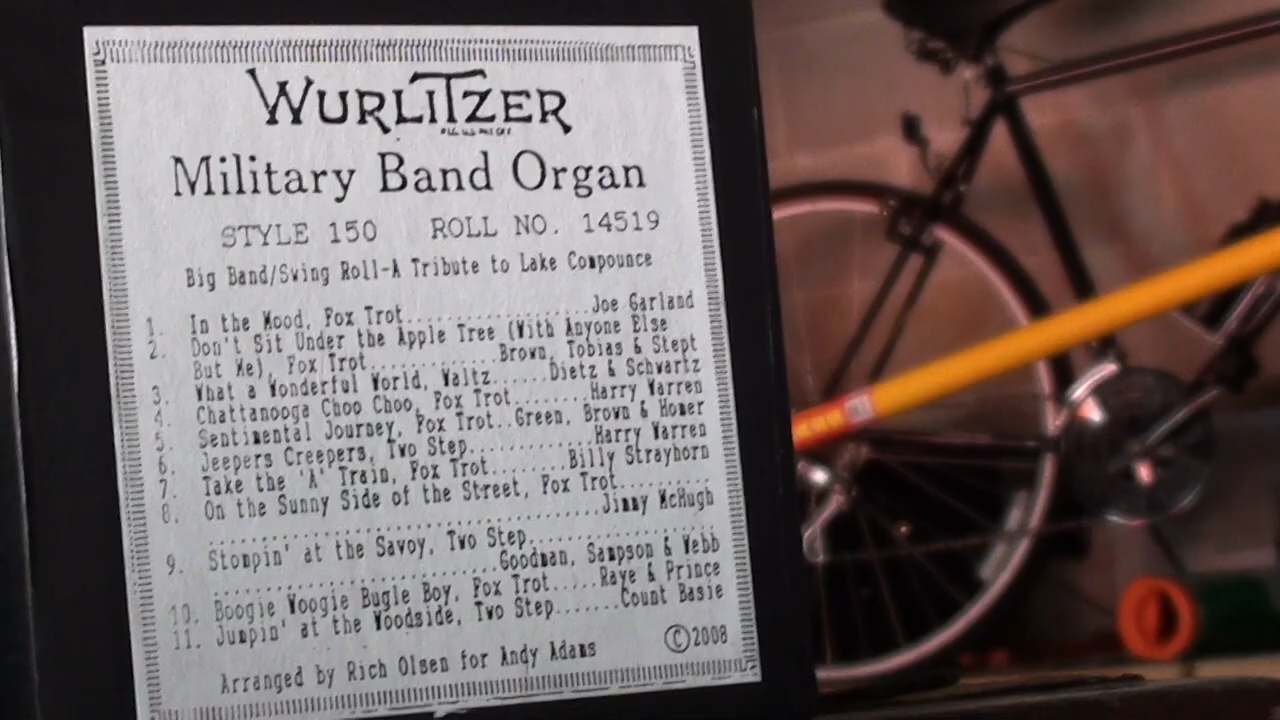 WURLITZER
Military Band Organ
STYLE 150 ROLL NO. 14519
Big Band/Swing Roll-A Tribute to Lake Compounce
1. In the Mood, Fox Trot....................Joe Garland
2. Don't Sit Under the Apple Tree (With Anyone Else
But Me), Fox Trot.............Brown, Tobias & Stept
3. What a Wonderful World, Waltz......Dietz & Schwartz
4. Chattanooga Choo Choo, Fox Trot.........Harry Warren
5. Sentimental Journey, Fox Trot..Green, Brown & Homer
6. Jeepers Creepers, Two Step..............Harry Warren
7. Take the 'A' Train, Fox Trot........Billy Strayhorn
8. On the Sunny Side of the Street, Fox Trot..........
.......................................Jimmy McHugh
9. Stompin' at the Savoy, Two Step...................
............................Goodman, Sampson & Webb
10. Boogie Woogie Bugle Boy, Fox Trot.....Raye & Prince
11. Jumpin' at the Woodside, Two Step.......Count Basie
Arranged by Rich Olsen for Andy Adams ©2008